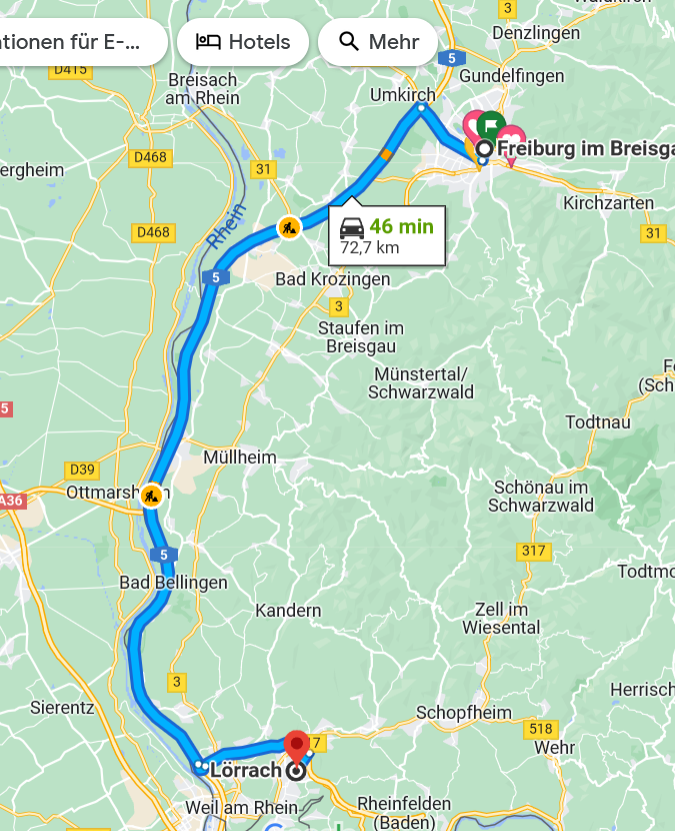 ationen für E-...
Hotels
Mehr
3
Denzlingen
5
D415
Gundelfingen
Breisach
am Rhein
Umkirch
Freiburg im Breisga
D468
31
ergheim
Kirchzarten
D468
Rhein
46 min
72,7 km
31
5
Bad Krozingen
3
Staufen im
Breisgau
Münstertal/
Schwarzwald
5
Todtnau
D39
Müllheim
Ottmarsh
A36
Schönau im
Schwarzwald
5
317
Bad Bellingen
Todtmo
Kandern
Zell im
Wiesental
3
Herrisch
Sierentz
Schopfheim
518
7
Wehr
Lörrach
Weil am Rhein
Rheinfelden
(Baden)